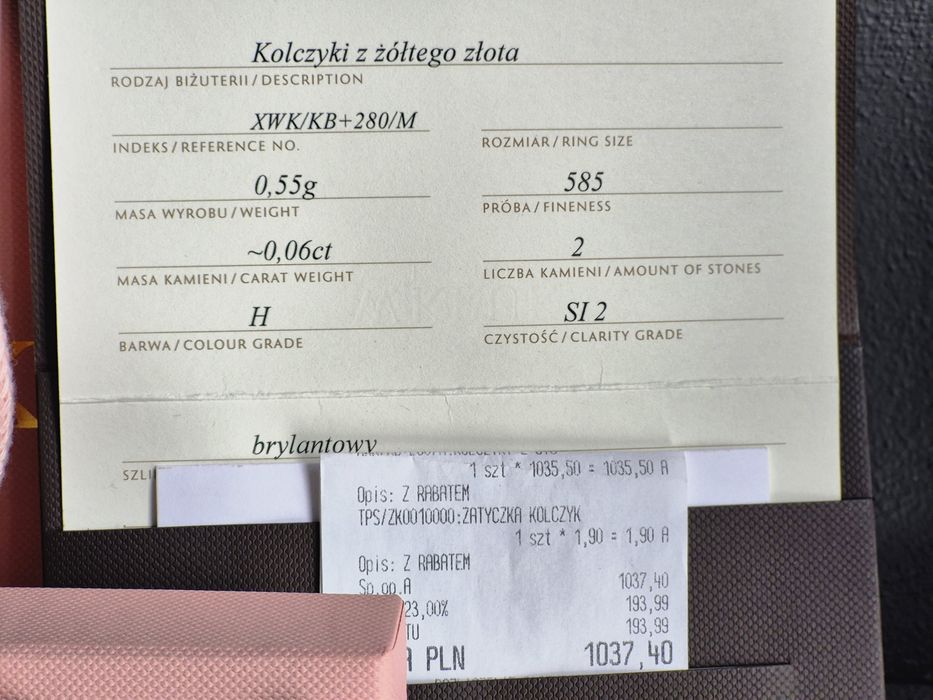 Kolczyki z żółtego złota
RODZAJ BIŻUTERII / DESCRIPTION
XWK/KB+280/M
INDEKS / REFERENCE NO.
ROZMIAR / RING SIZE
0,55g
585
MASA WYROBU / WEIGHT
PRÓBA / FINENESS
~0,06ct
2
MASA KAMIENI / CARAT WEIGHT
LICZBA KAMIENI / AMOUNT OF STONES
H
SI 2
BARWA / COLOUR GRADE
CZYSTOŚĆ / CLARITY GRADE
brylantowy
SZLI
1 szt * 1035,50 = 1035,50 A
Opis: Z RABATEM
TPS/ZK0010000:ZATYCZKA KOLCZYK
1 szt * 1,90 = 1,90 A
Opis: Z RABATEM
Sp.op.A 1037,40
23,00% 193,99
TU 193,99
A PLN 1037,40